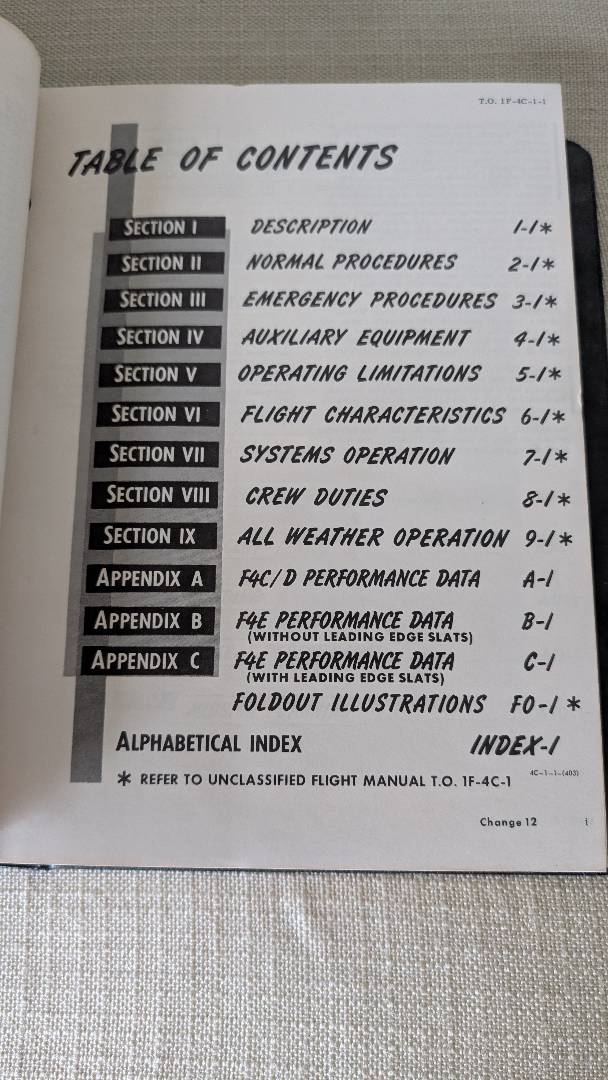 T.O. 1F-4C-1-1
TABLE OF CONTENTS
SECTION I DESCRIPTION 1-1*
SECTION II NORMAL PROCEDURES 2-1*
SECTION III EMERGENCY PROCEDURES 3-1*
SECTION IV AUXILIARY EQUIPMENT 4-1*
SECTION V OPERATING LIMITATIONS 5-1*
SECTION VI FLIGHT CHARACTERISTICS 6-1*
SECTION VII SYSTEMS OPERATION 7-1*
SECTION VIII CREW DUTIES 8-1*
SECTION IX ALL WEATHER OPERATION 9-1*
APPENDIX A F4C/D PERFORMANCE DATA A-1
APPENDIX B F4E PERFORMANCE DATA B-1
(WITHOUT LEADING EDGE SLATS)
APPENDIX C F4E PERFORMANCE DATA C-1
(WITH LEADING EDGE SLATS)
FOLDOUT ILLUSTRATIONS FO-1*
ALPHABETICAL INDEX INDEX-1
* REFER TO UNCLASSIFIED FLIGHT MANUAL T.O. 1F-4C-1
4C-1-1-(403)
Change 12 i